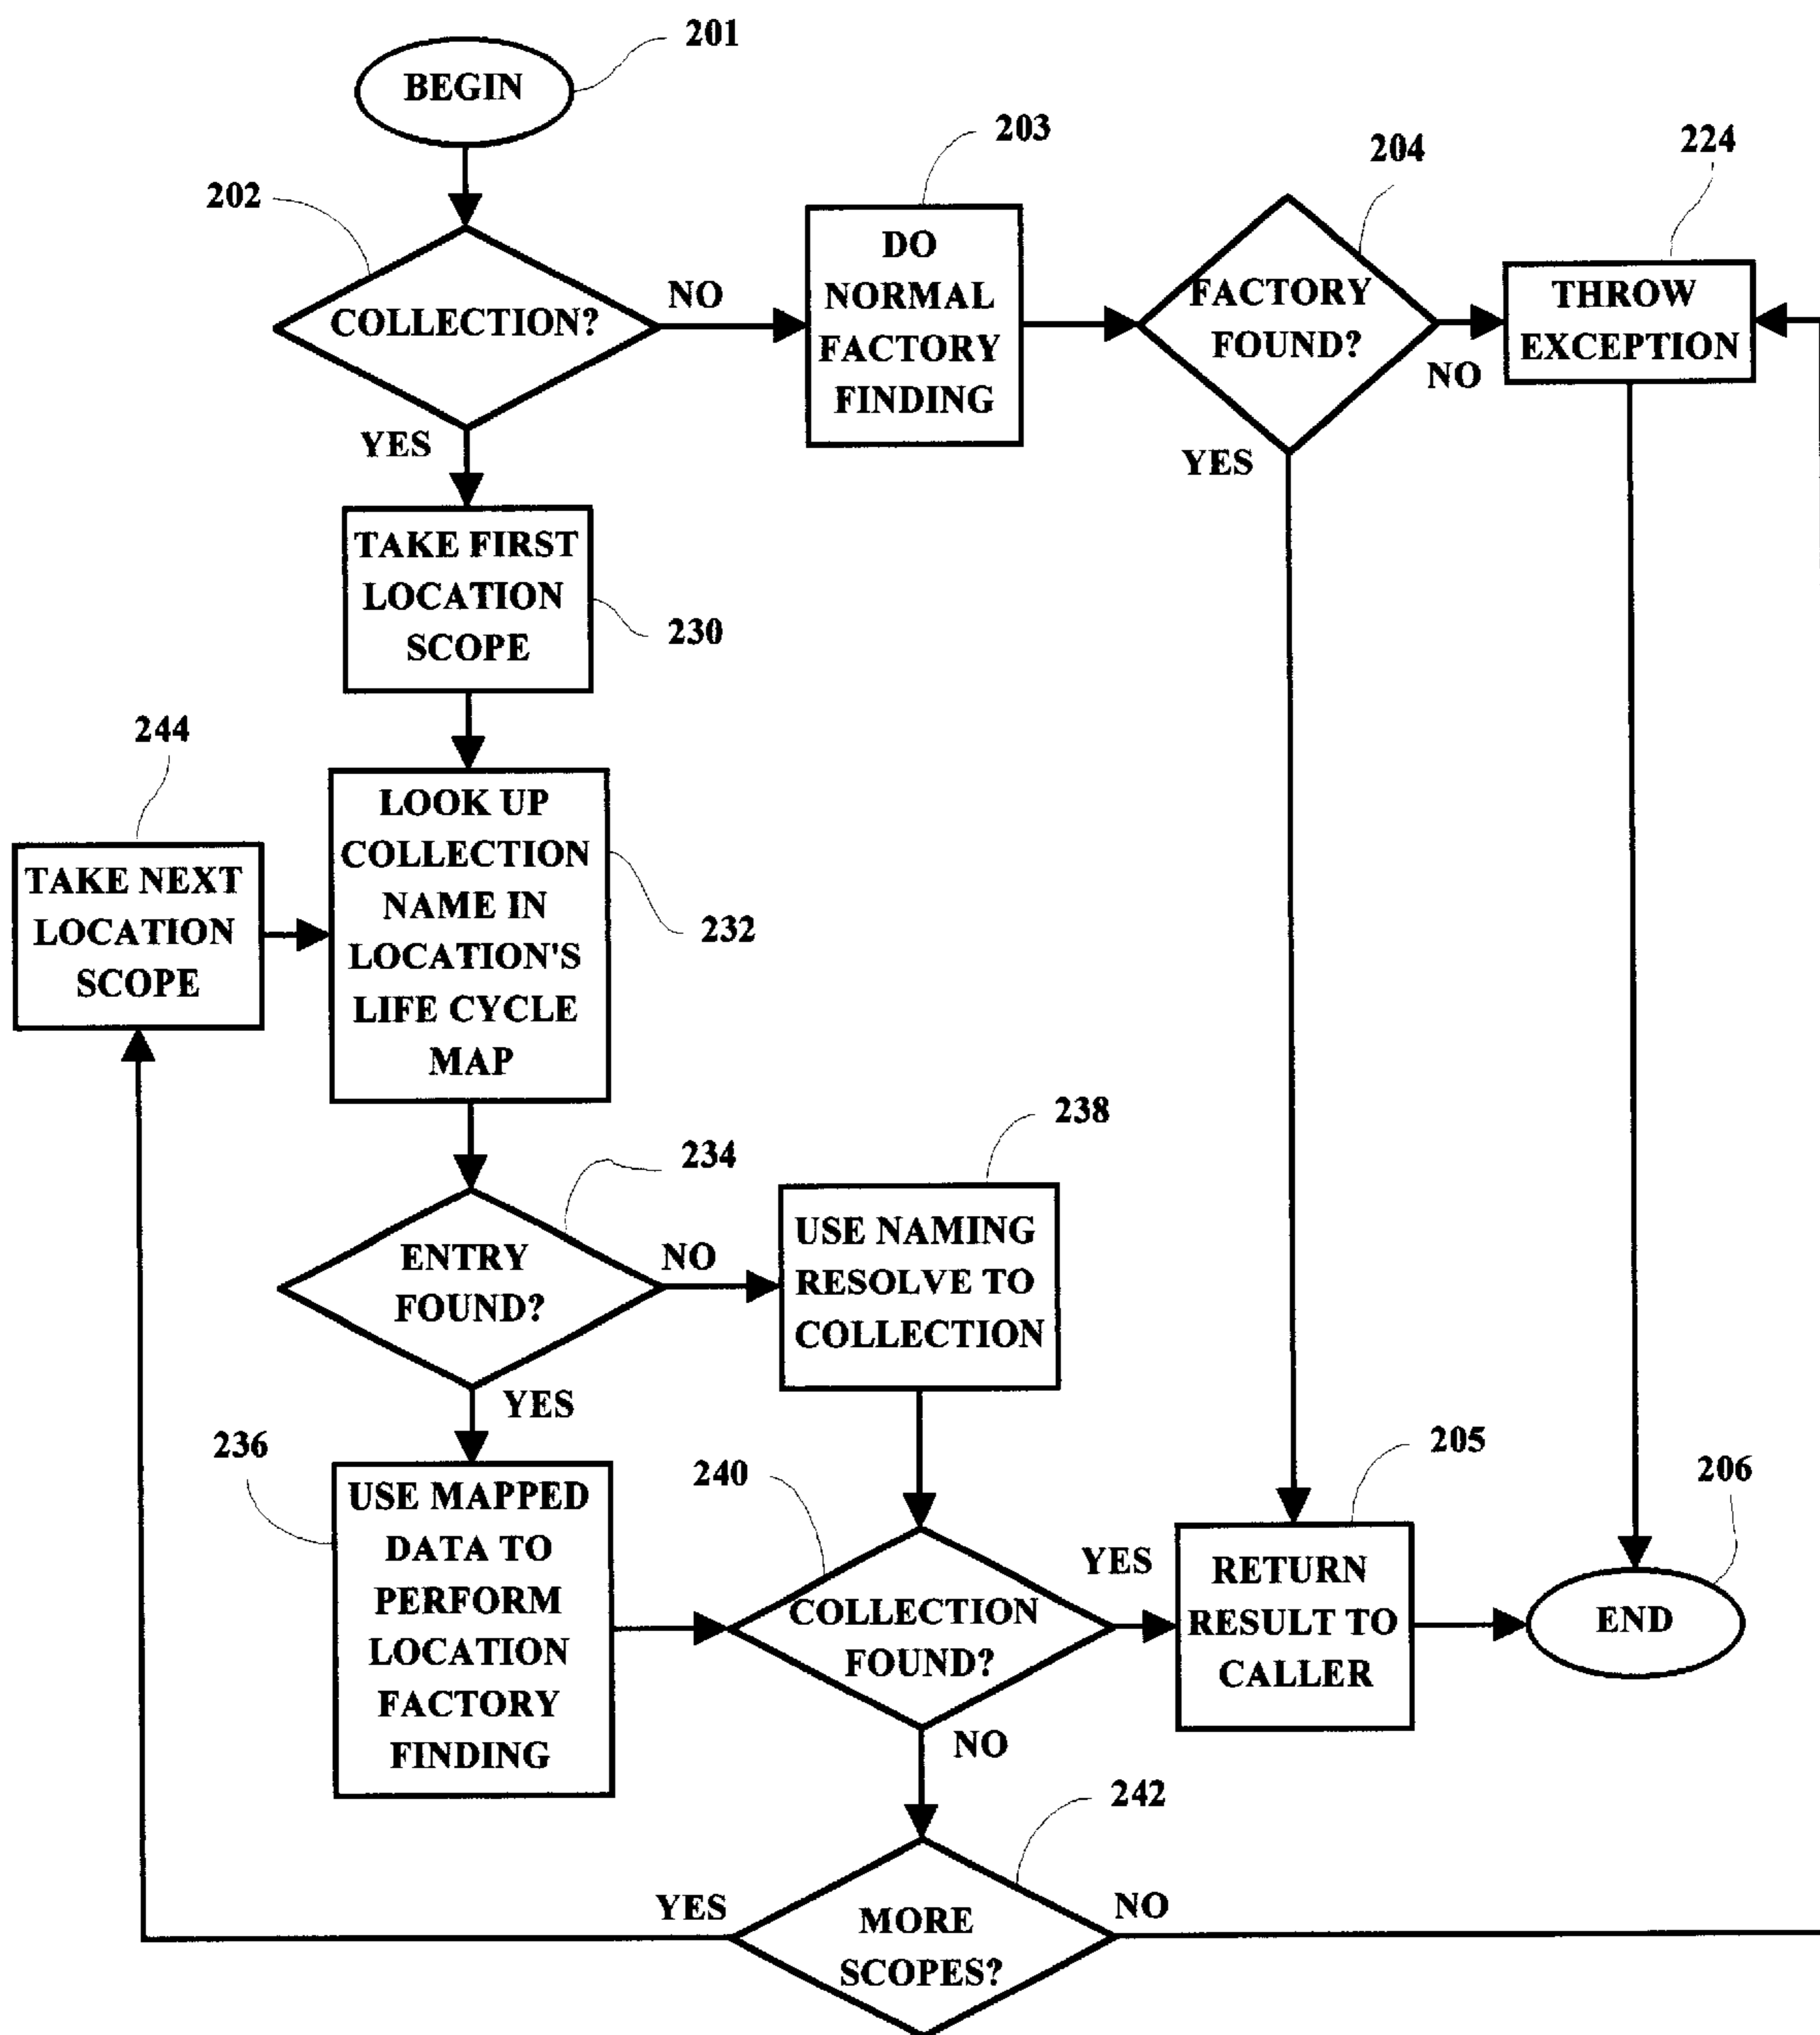 201
BEGIN
202
COLLECTION?
NO
YES
203
DO
NORMAL
FACTORY
FINDING
204
FACTORY
FOUND?
NO
YES
224
THROW
EXCEPTION
TAKE FIRST
LOCATION
SCOPE
230
244
TAKE NEXT
LOCATION
SCOPE
LOOK UP
COLLECTION
NAME IN
LOCATION'S
LIFE CYCLE
MAP
232
234
ENTRY
FOUND?
NO
YES
238
USE NAMING
RESOLVE TO
COLLECTION
236
USE MAPPED
DATA TO
PERFORM
LOCATION
FACTORY
FINDING
240
COLLECTION
FOUND?
YES
NO
205
RETURN
RESULT TO
CALLER
206
END
242
MORE
SCOPES?
YES
NO